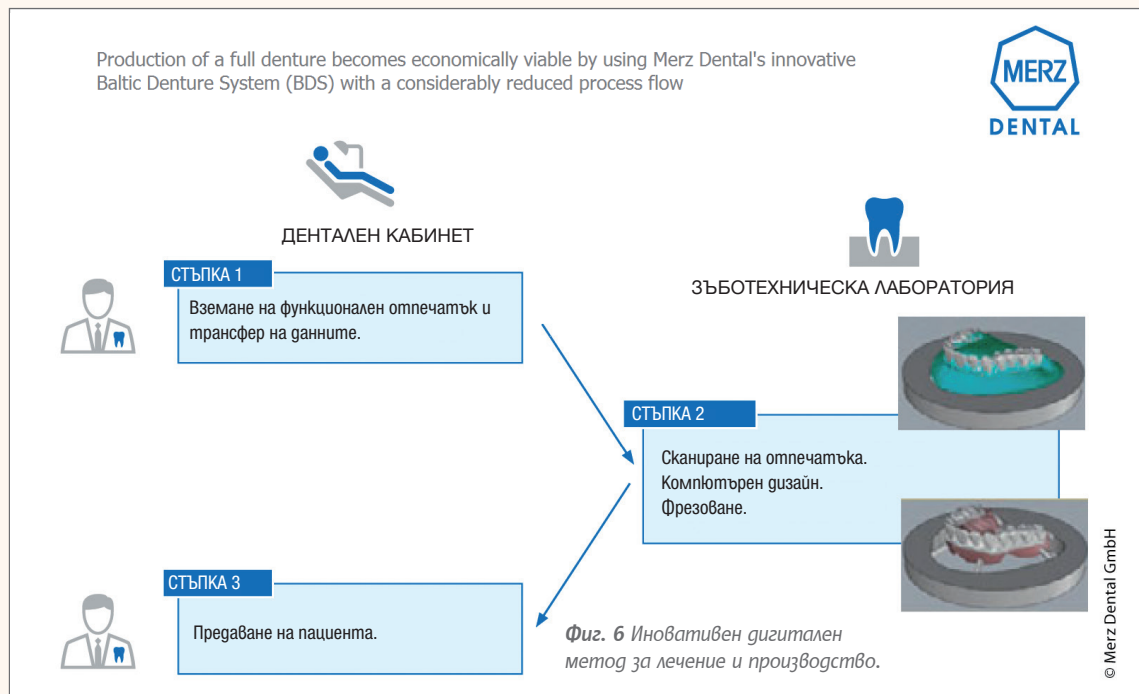 Production of a full denture becomes economically viable by using Merz Dental's innovative
Baltic Denture System (BDS) with a considerably reduced process flow
MERZ
DENTAL
ДЕНТАЛЕН КАБИНЕТ
ЗЪБОТЕХНИЧЕСКА ЛАБОРАТОРИЯ
СТЪПКА 1
Вземане на функционален отпечатък и
трансфер на данните.
СТЪПКА 2
Сканиране на отпечатъка.
Компютърен дизайн.
Фрезоване.
СТЪПКА 3
Предаване на пациента.
Фиг. 6 Иновативен дигитален
метод за лечение и производство.
© Merz Dental GmbH